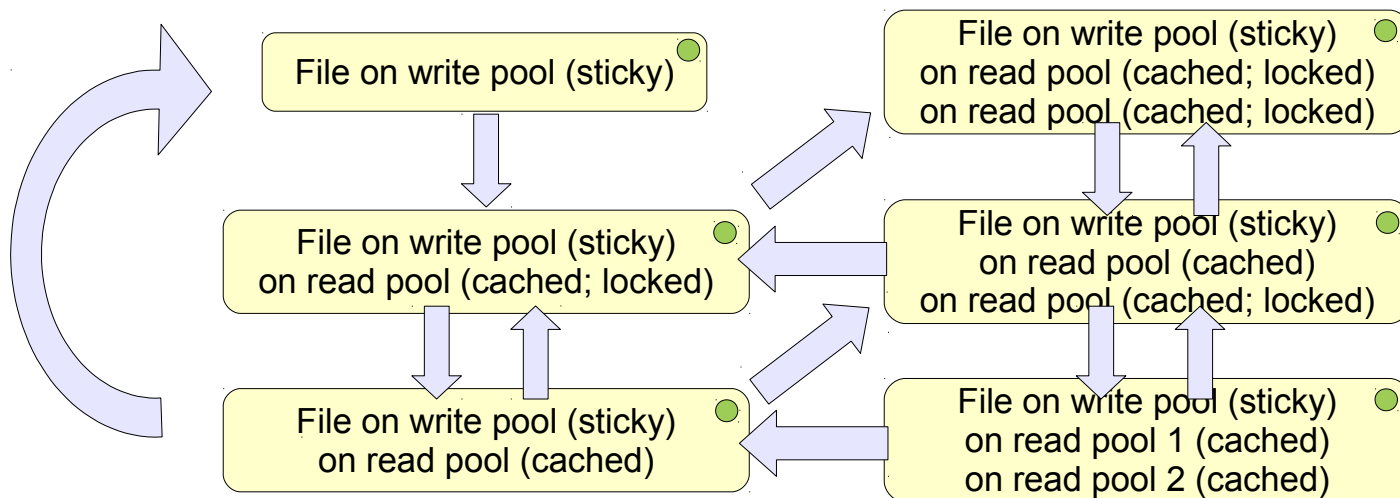 File on write pool (sticky)
File on write pool (sticky)
on read pool (cached; locked)
File on write pool (sticky)
on read pool (cached)
File on write pool (sticky)
on read pool (cached; locked)
on read pool (cached; locked)
File on write pool (sticky)
on read pool (cached)
on read pool (cached; locked)
File on write pool (sticky)
on read pool 1 (cached)
on read pool 2 (cached)